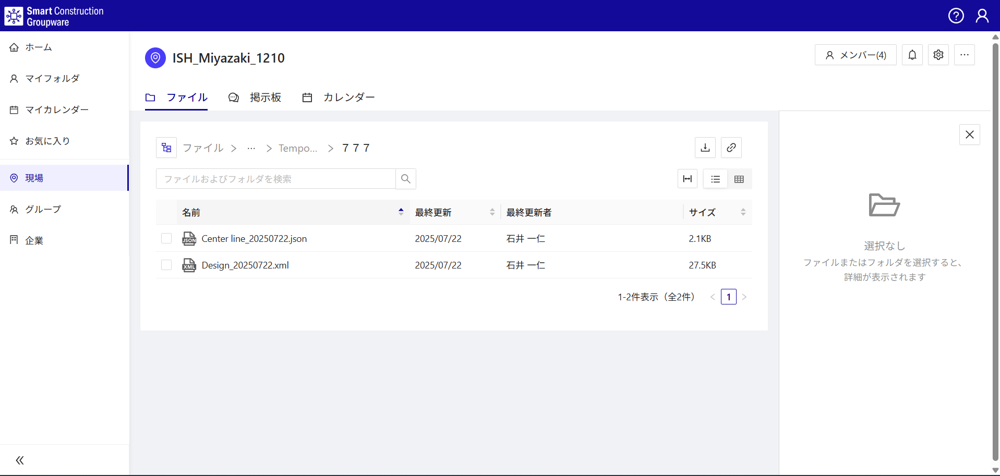 Smart Construction
Groupware
ホーム
マイフォルダ
マイカレンダー
お気に入り
現場
グループ
企業
ISH_Miyazaki_1210
メンバー(4)
ファイル
掲示板
カレンダー
ファイル > ··· > Tempo... > ７７７
ファイルおよびフォルダを検索
名前 最終更新 最終更新者 サイズ
JSON Center line_20250722.json 2025/07/22 石井 一仁 2.1KB
XML Design_20250722.xml 2025/07/22 石井 一仁 27.5KB
1-2件表示（全2件） < 1 >
選択なし
ファイルまたはフォルダを選択すると、
詳細が表示されます